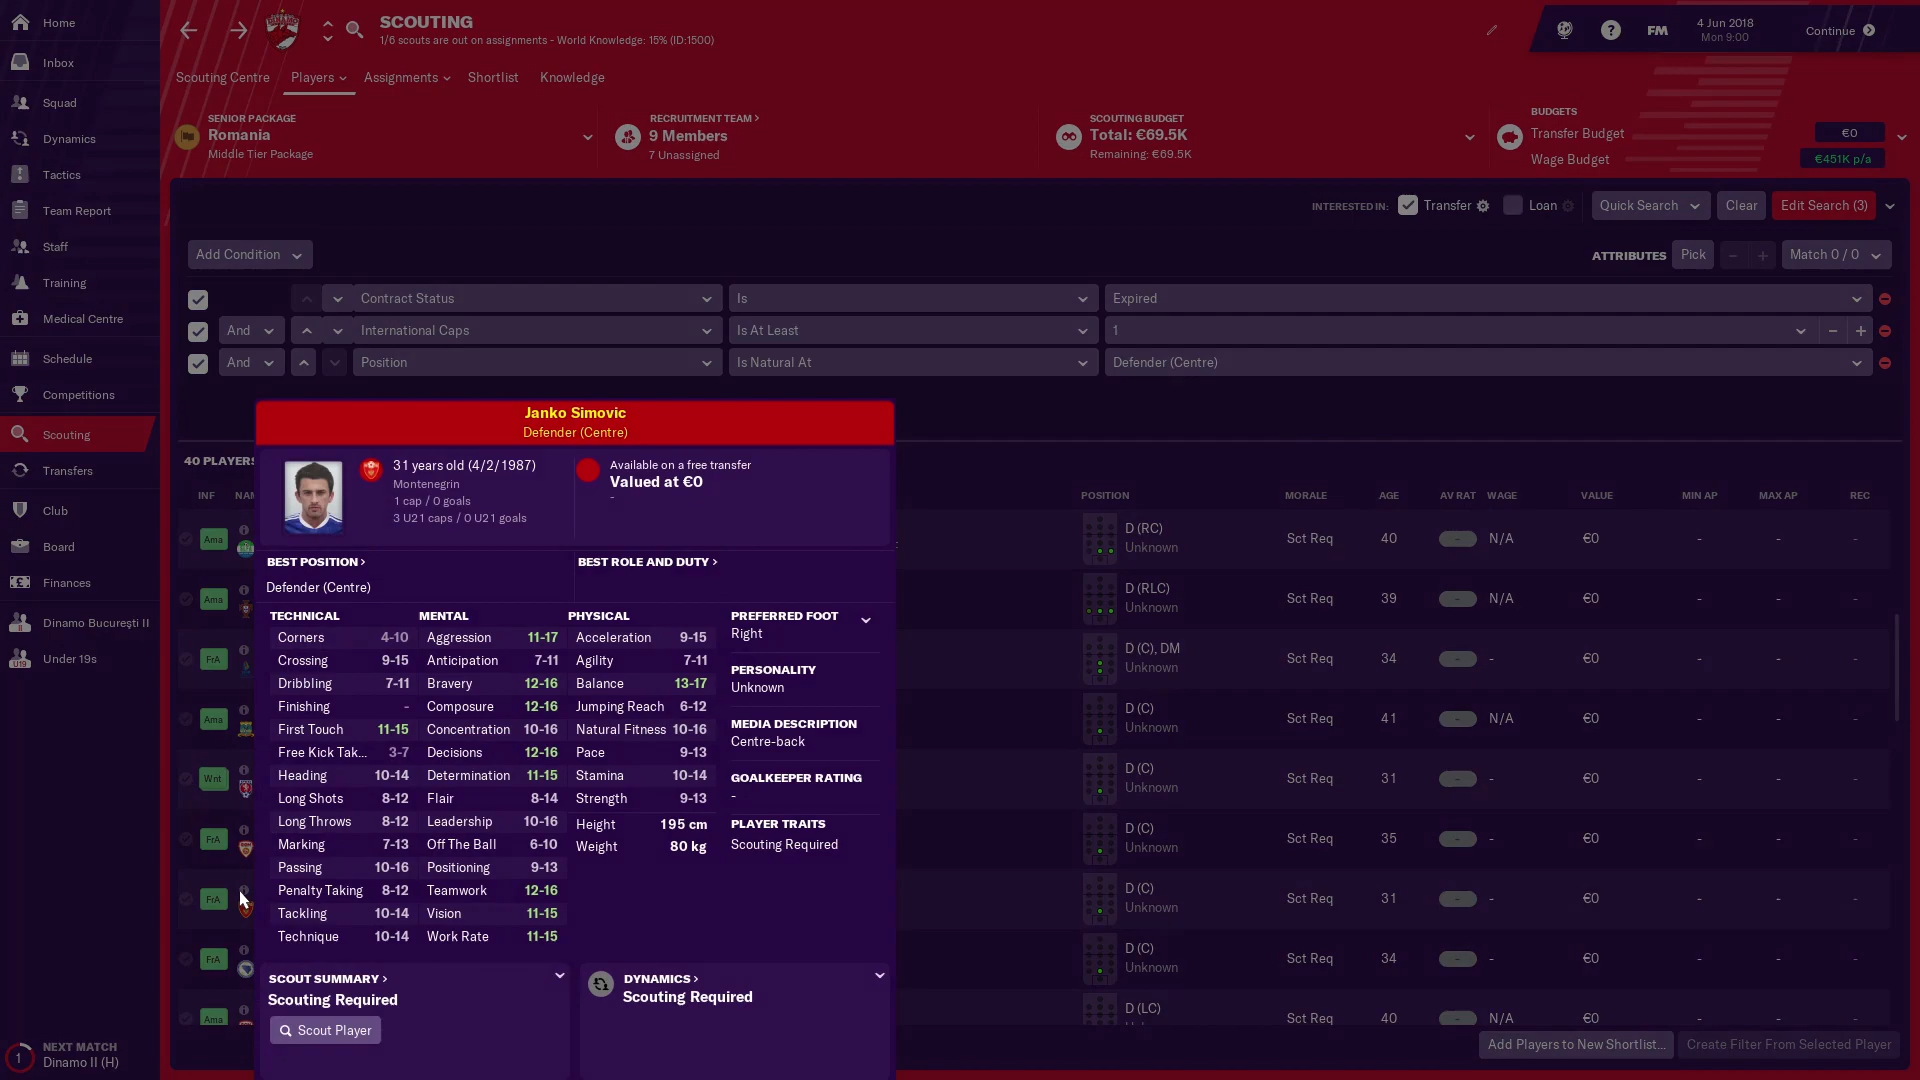 Home
Inbox
Squad
Dynamics
Tactics
Team Report
Staff
Training
Medical Centre
Schedule
Competitions
Scouting
Transfers
Club
Board
Finances
Dinamo București II
Under 19s
1
NEXT MATCH
Dinamo II (H)
SCOUTING
1/6 scouts are out on assignments - World Knowledge: 15% (ID:1500)
FM
4 Jun 2018
Mon 9:00
Continue
Scouting Centre
Players
Assignments
Shortlist
Knowledge
SENIOR PACKAGE
Romania
Middle Tier Package
RECRUITMENT TEAM >
9 Members
7 Unassigned
SCOUTING BUDGET
Total: €69.5K
Remaining: €69.5K
BUDGETS
Transfer Budget €0
Wage Budget €451K p/a
INTERESTED IN: Transfer Loan Quick Search Clear Edit Search (3)
Add Condition
ATTRIBUTES Pick - + Match 0 / 0
Contract Status Is Expired
And International Caps Is At Least 1 - +
And Position Is Natural At Defender (Centre)
40 PLAYERS
INF NAM POSITION MORALE AGE AV RAT WAGE VALUE MIN AP MAX AP REC
Ama D (RC) Unknown Sct Req 40 - N/A €0 - - -
Ama D (RLC) Unknown Sct Req 39 - N/A €0 - - -
FrA D (C), DM Unknown Sct Req 34 - - €0 - - -
Ama D (C) Unknown Sct Req 41 - N/A €0 - - -
Wnt D (C) Unknown Sct Req 31 - - €0 - - -
FrA D (C) Unknown Sct Req 35 - - €0 - - -
FrA D (C) Unknown Sct Req 31 - - €0 - - -
FrA D (C) Unknown Sct Req 34 - - €0 - - -
Ama D (LC) Sct Req 40 - N/A €0 - - -
Janko Simovic
Defender (Centre)
31 years old (4/2/1987)
Montenegrin
1 cap / 0 goals
3 U21 caps / 0 U21 goals
Available on a free transfer
Valued at €0
-
BEST POSITION >
Defender (Centre)
BEST ROLE AND DUTY >
TECHNICAL MENTAL PHYSICAL
Corners 4-10 Aggression 11-17 Acceleration 9-15
Crossing 9-15 Anticipation 7-11 Agility 7-11
Dribbling 7-11 Bravery 12-16 Balance 13-17
Finishing - Composure 12-16 Jumping Reach 6-12
First Touch 11-15 Concentration 10-16 Natural Fitness 10-16
Free Kick Tak... 3-7 Decisions 12-16 Pace 9-13
Heading 10-14 Determination 11-15 Stamina 10-14
Long Shots 8-12 Flair 8-14 Strength 9-13
Long Throws 8-12 Leadership 10-16 Height 195 cm
Marking 7-13 Off The Ball 6-10 Weight 80 kg
Passing 10-16 Positioning 9-13
Penalty Taking 8-12 Teamwork 12-16
Tackling 10-14 Vision 11-15
Technique 10-14 Work Rate 11-15
PREFERRED FOOT
Right
PERSONALITY
Unknown
MEDIA DESCRIPTION
Centre-back
GOALKEEPER RATING
-
PLAYER TRAITS
Scouting Required
SCOUT SUMMARY >
Scouting Required
Scout Player
DYNAMICS >
Scouting Required
Add Players to New Shortlist...
Create Filter From Selected Player